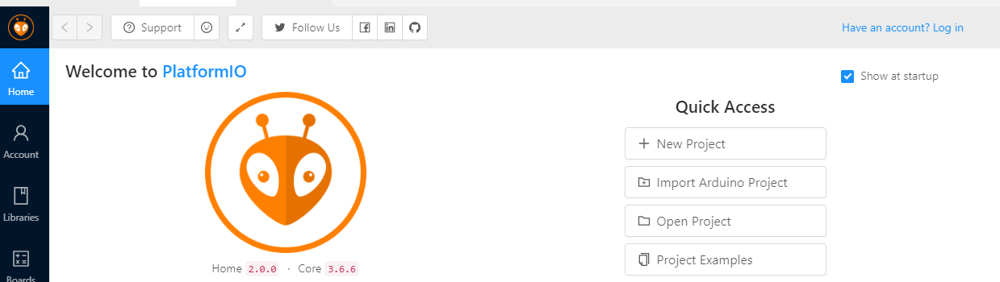 Support
Follow Us
Have an account? Log in
Home
Account
Libraries
Boards
Welcome to PlatformIO
Home 2.0.0 · Core 3.6.6
Show at startup
Quick Access
New Project
Import Arduino Project
Open Project
Project Examples